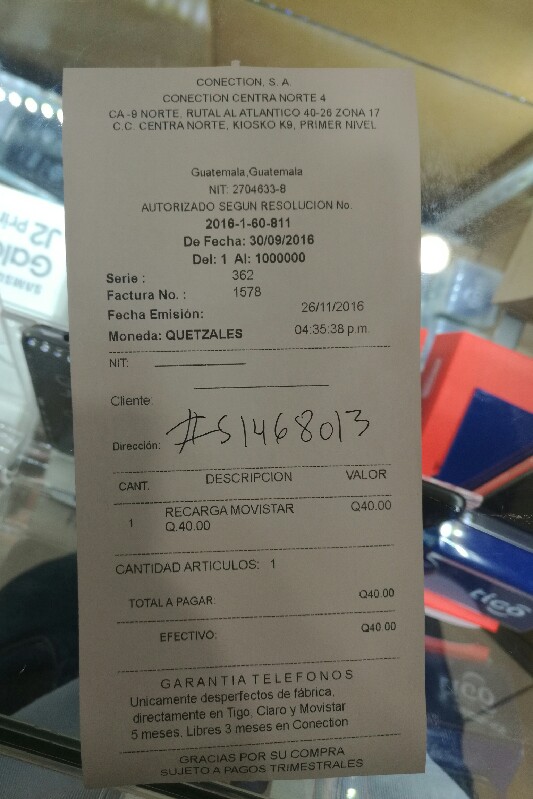 CONECTION, S. A.
CONECTION CENTRA NORTE 4
CA-9 NORTE, RUTAL AL ATLANTICO 40-26 ZONA 17
C.C. CENTRA NORTE, KIOSKO K9, PRIMER NIVEL
Guatemala,Guatemala
NIT: 2704633-8
AUTORIZADO SEGUN RESOLUCION No.
2016-1-60-811
De Fecha: 30/09/2016
Del: 1 Al: 1000000
Serie : 362
Factura No. : 1578
Fecha Emisión: 26/11/2016
Moneda: QUETZALES 04:35:38 p.m.
NIT:
Cliente:
Dirección: #51468013
CANT. DESCRIPCION VALOR
1 RECARGA MOVISTAR Q40.00
Q.40.00
CANTIDAD ARTICULOS: 1
TOTAL A PAGAR: Q40.00
EFECTIVO: Q40.00
GARANTIA TELEFONOS
Unicamente desperfectos de fábrica,
directamente en Tigo, Claro y Movistar
5 meses. Libres 3 meses en Conection
GRACIAS POR SU COMPRA
SUJETO A PAGOS TRIMESTRALES
SAMSUNG
J2 Prim
tigo
tigo